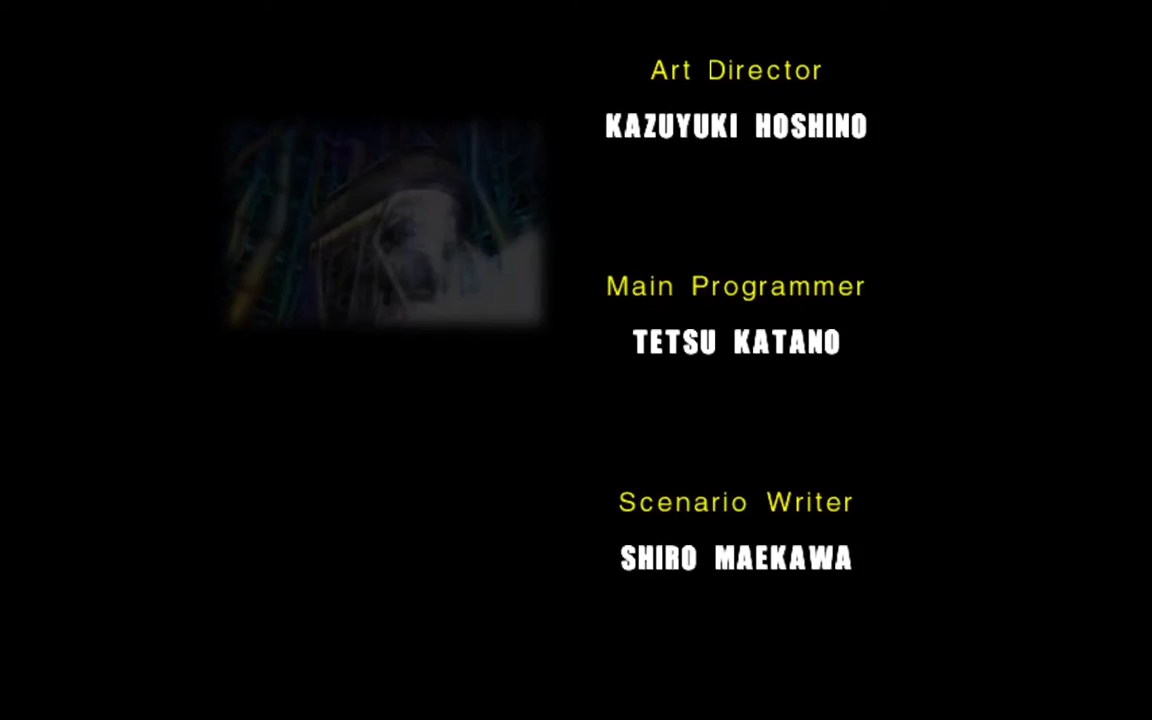 Art Director
KAZUYUKI HOSHINO
Main Programmer
TETSU KATANO
Scenario Writer
SHIRO MAEKAWA